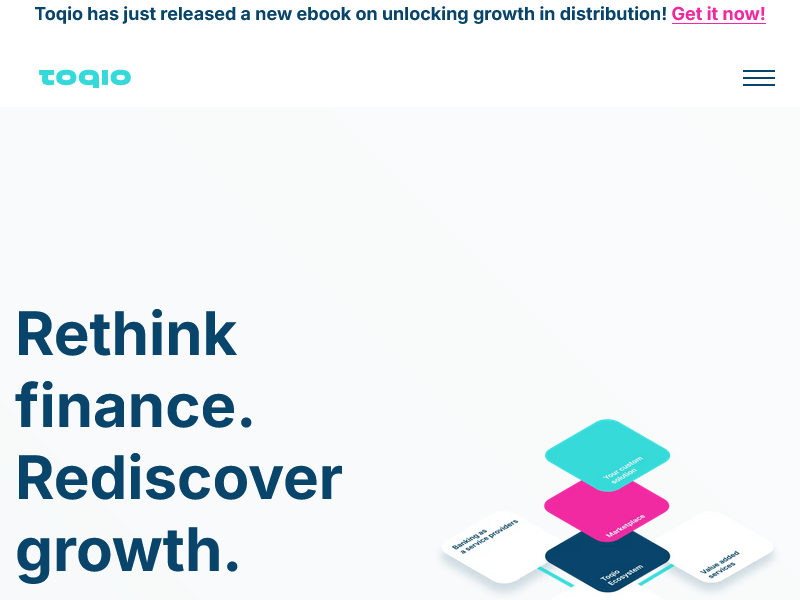 Toqio has just released a new ebook on unlocking growth in distribution! Get it now!
TOQIO
Rethink
finance.
Rediscover
growth.
Your custom
solution
Marketplace
Banking as
a service providers
Toqio
Ecosystem
Value added
services